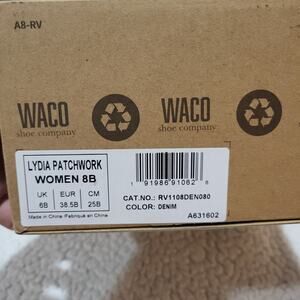 A8-RV
WACO
shoe company
WACO
shoe company
LYDIA PATCHWORK
WOMEN 8B
UK EUR CM
6B 38.5B 25B
Made in China /Fabriqué en Chine
1 91986 91062 8
CAT.NO.: RV1108DEN080
COLOR: DENIM
A631602